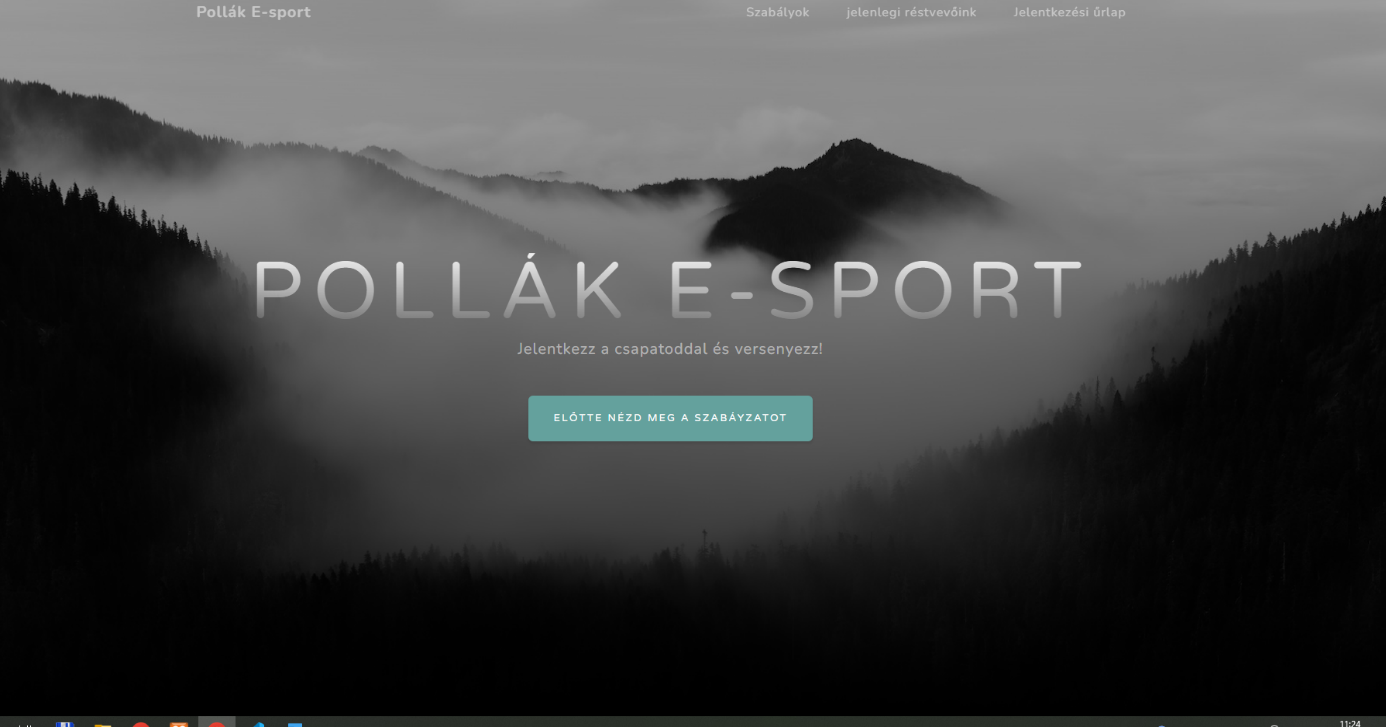 Pollák E-sport
Szabályok jelenlegi réstvevőink Jelentkezési űrlap
POLLÁK E-SPORT
Jelentkezz a csapatoddal és versenyezz!
ELŐTTE NÉZD MEG A SZABÁYZATOT
11:24